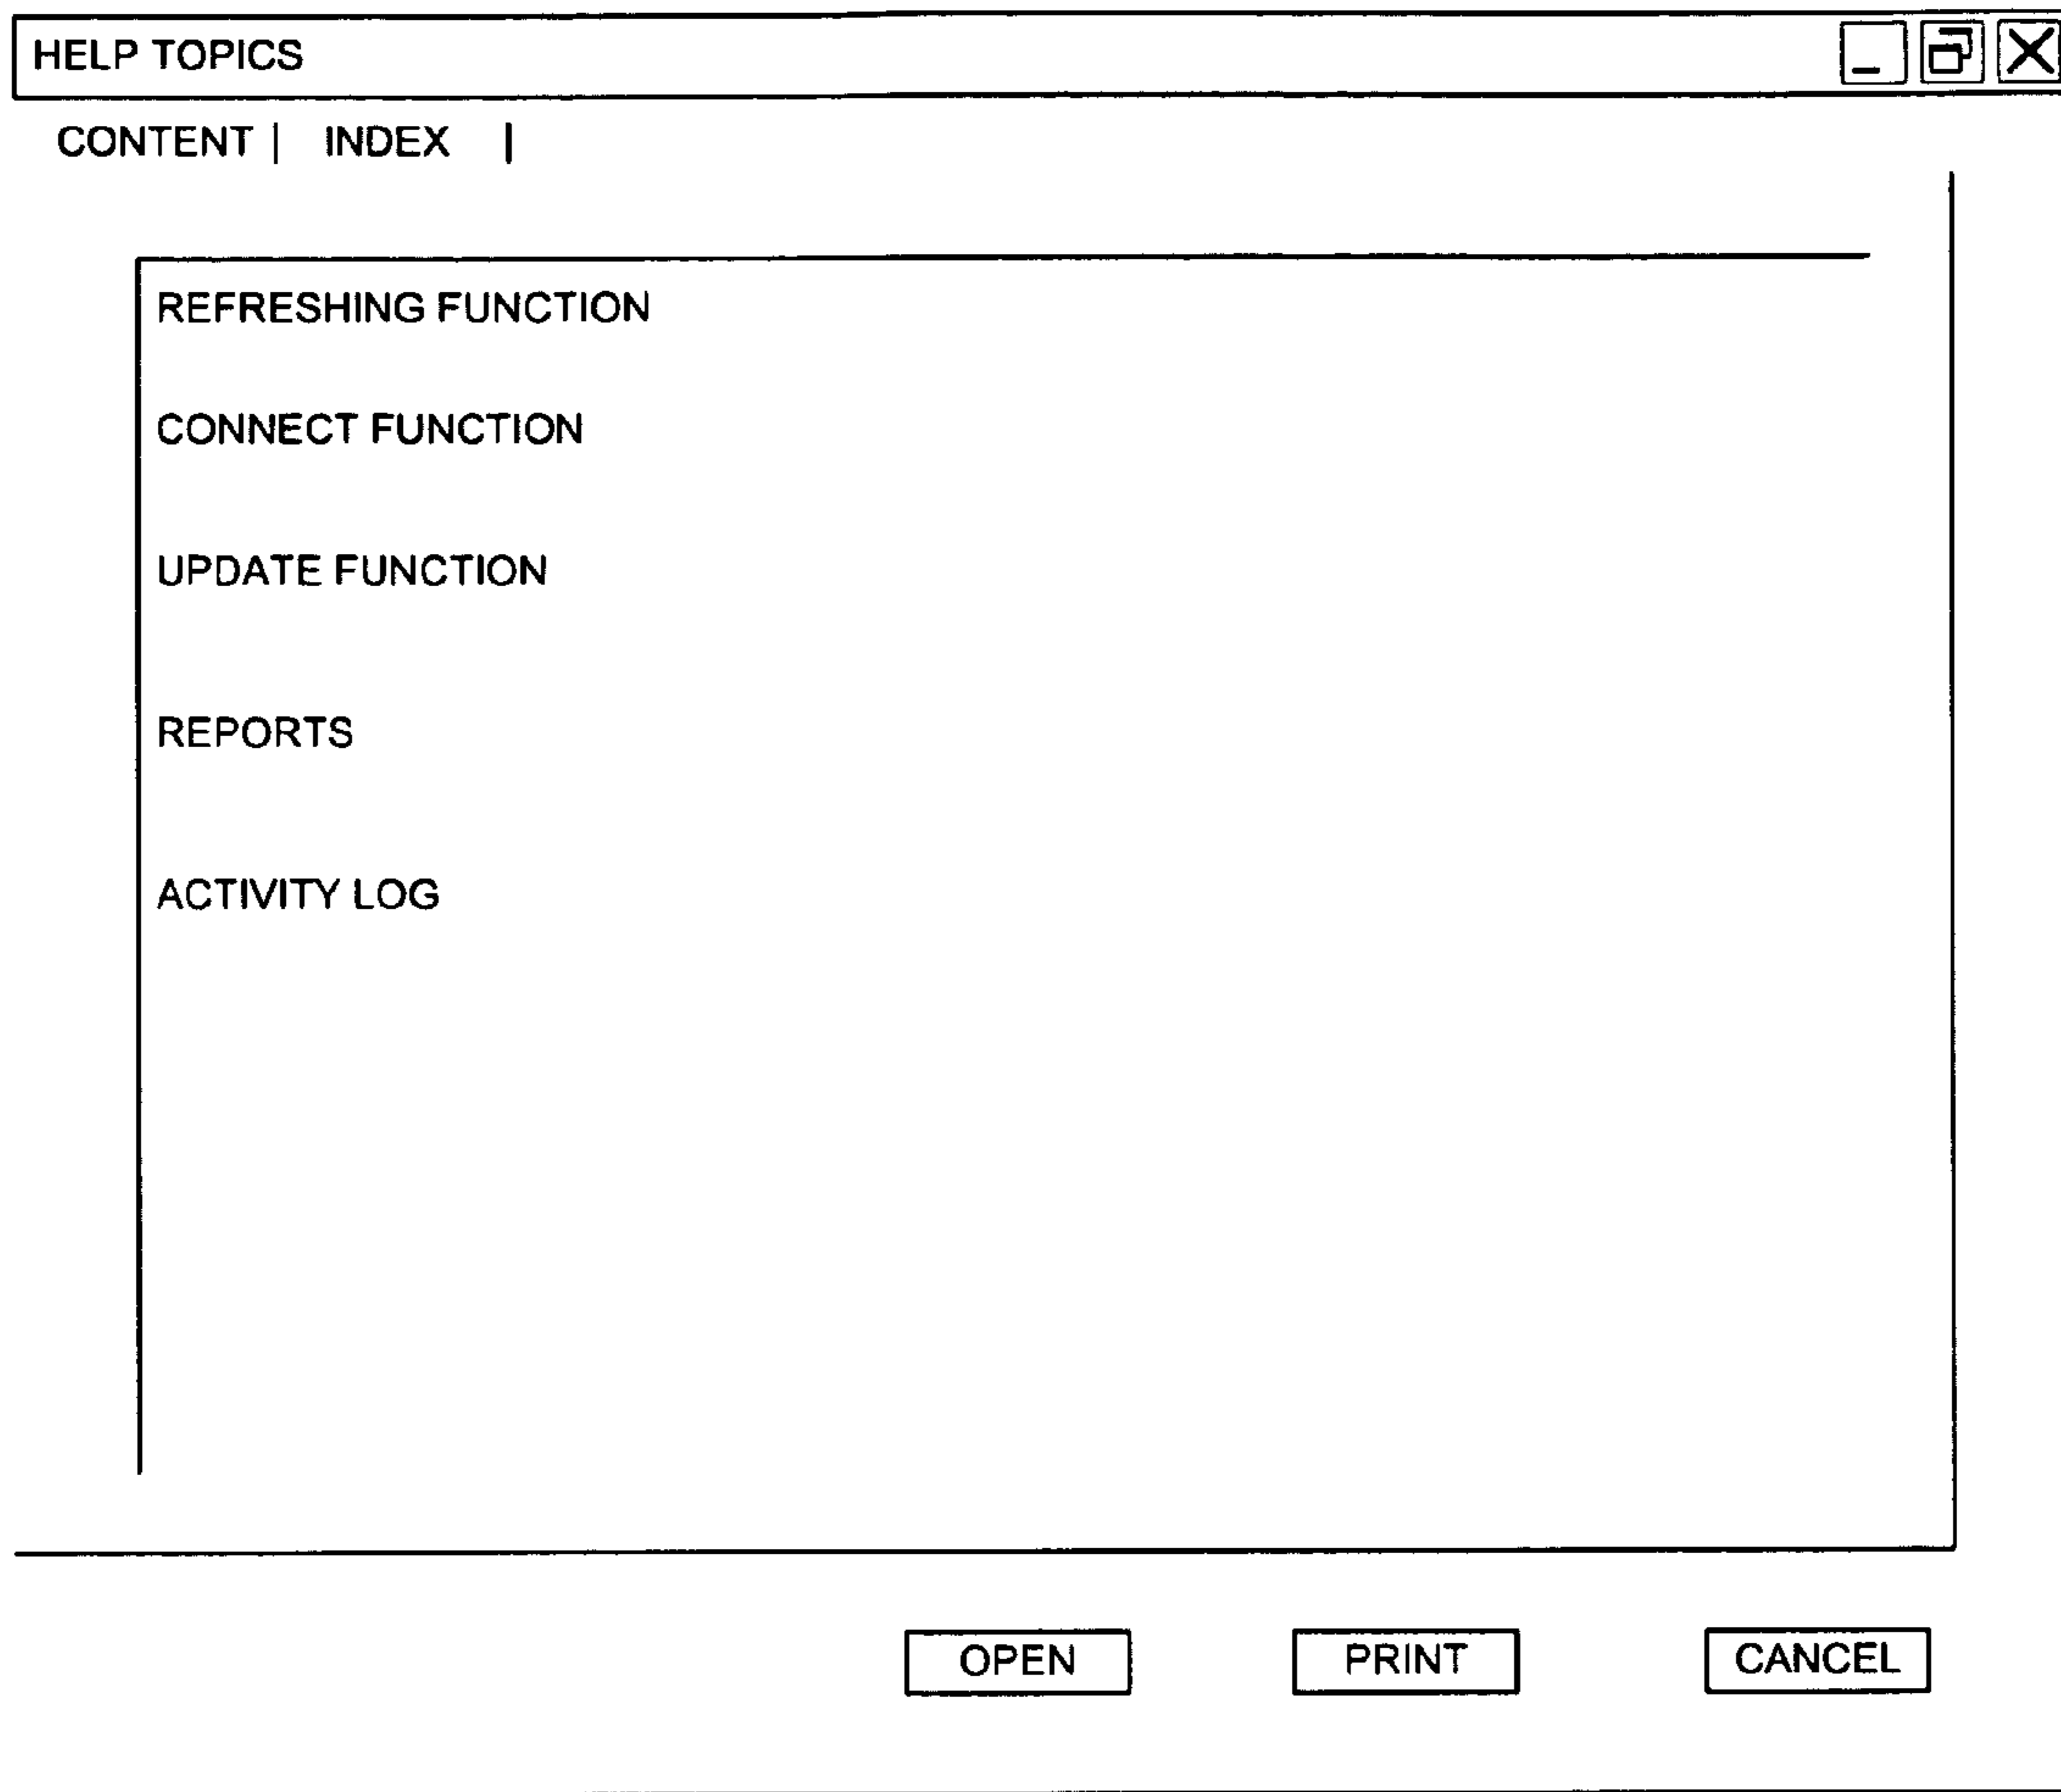 HELP TOPICS
CONTENT | INDEX |
REFRESHING FUNCTION
CONNECT FUNCTION
UPDATE FUNCTION
REPORTS
ACTIVITY LOG
OPEN PRINT CANCEL